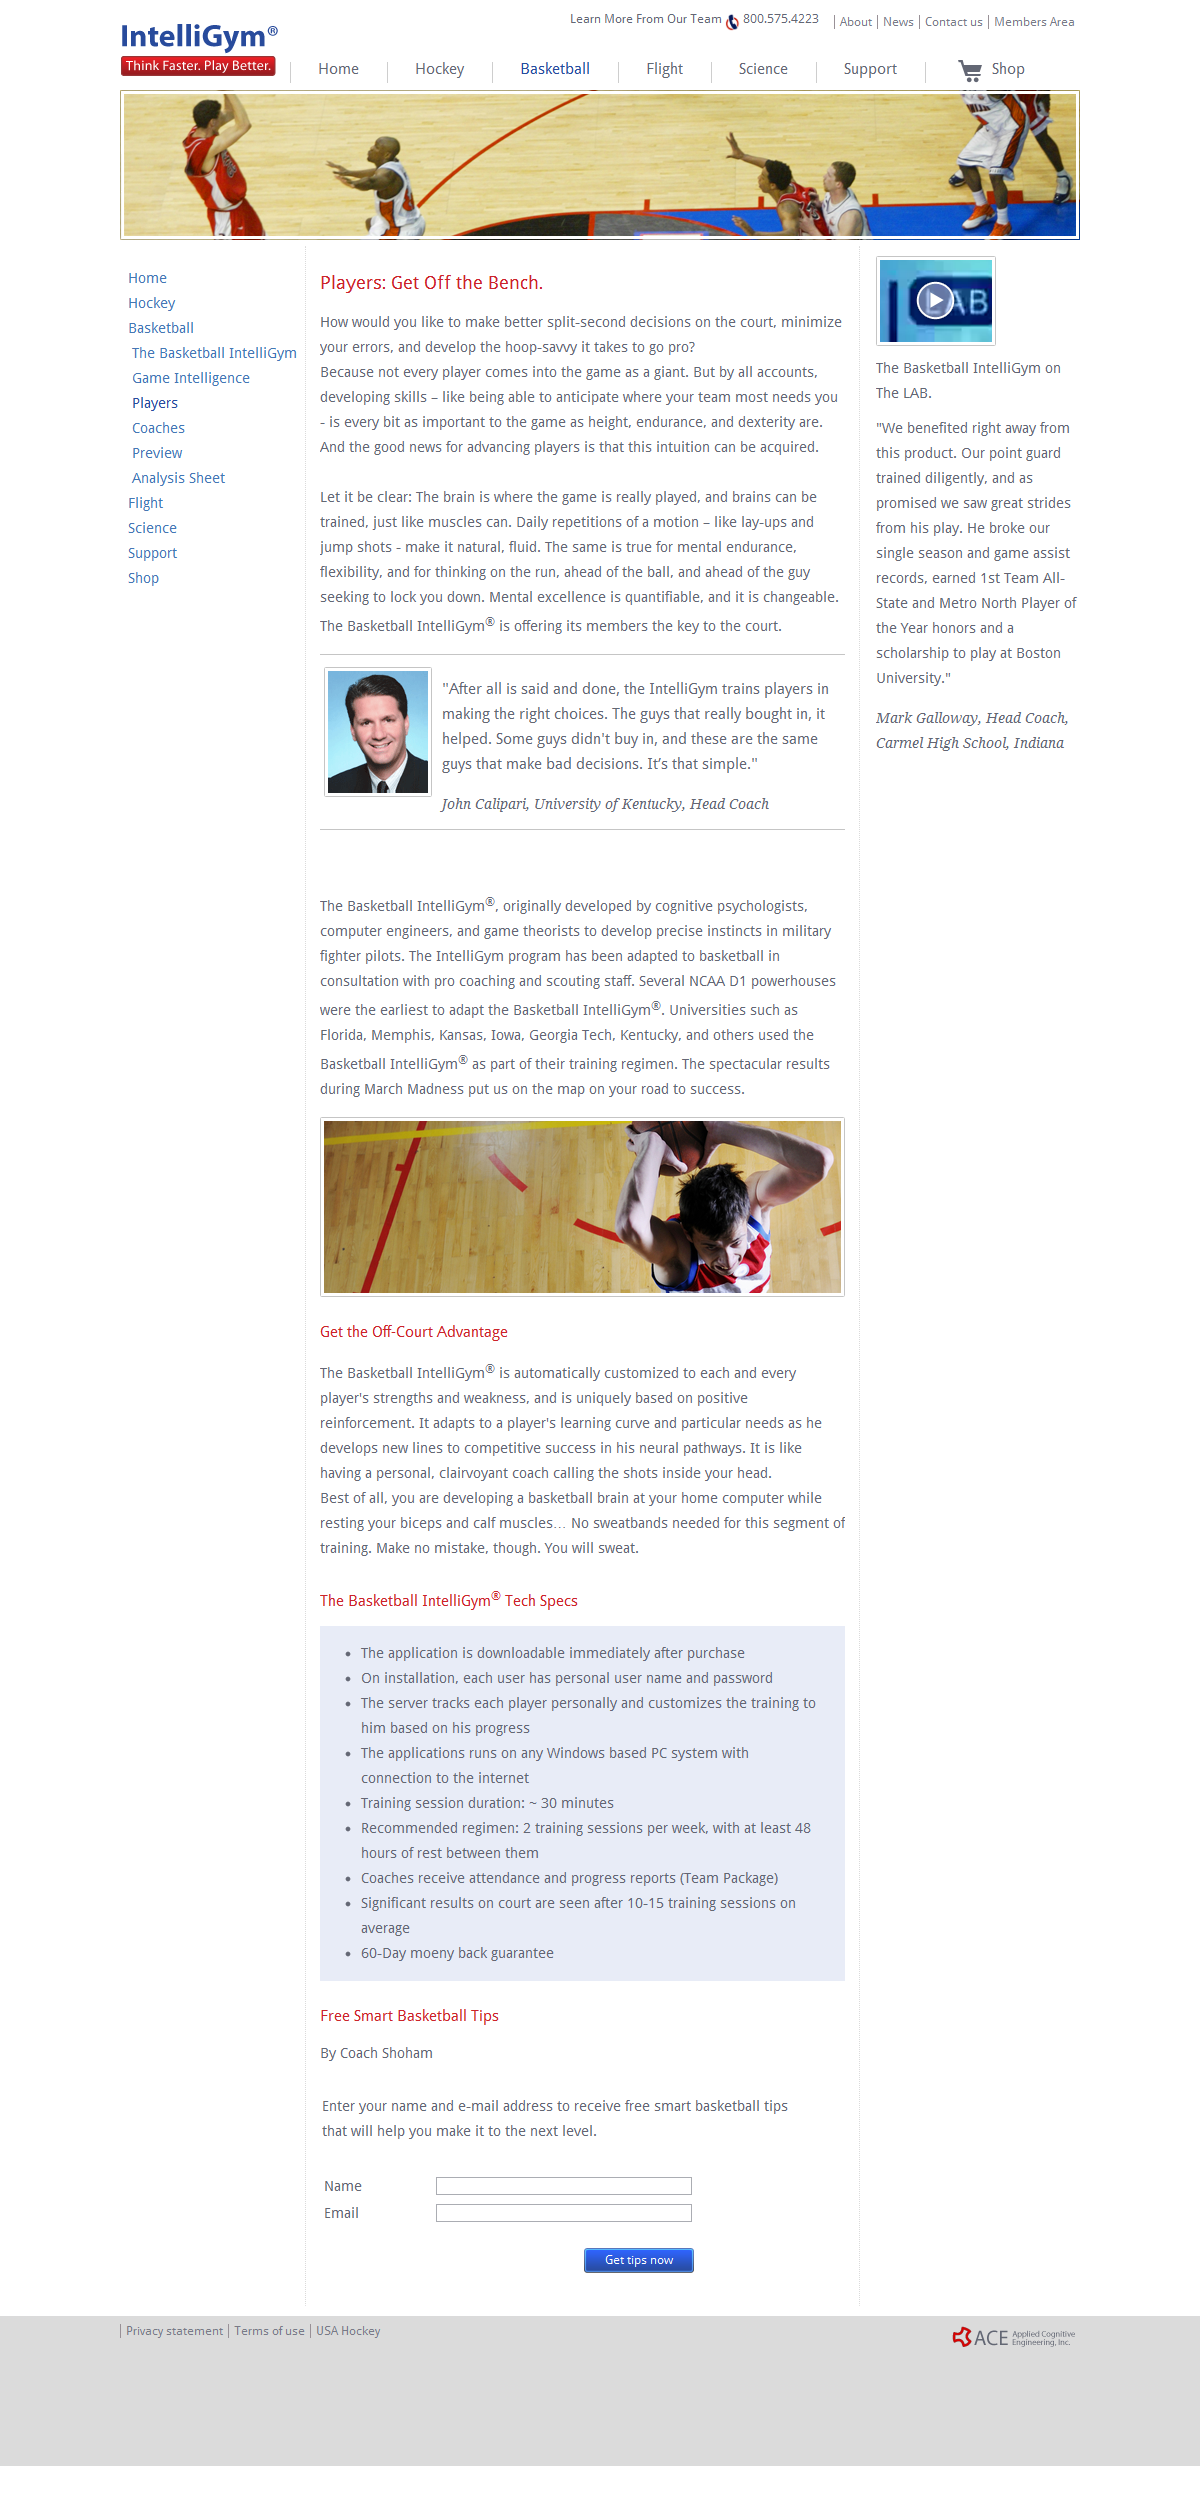 Learn More From Our Team 800.575.4223 | About | News | Contact us | Members Area
IntelliGym®
Think Faster. Play Better.
Home Hockey Basketball Flight Science Support Shop
Home
Hockey
Basketball
The Basketball IntelliGym
Game Intelligence
Players
Coaches
Preview
Analysis Sheet
Flight
Science
Support
Shop
Players: Get Off the Bench.
How would you like to make better split-second decisions on the court, minimize
your errors, and develop the hoop-savvy it takes to go pro?
Because not every player comes into the game as a giant. But by all accounts,
developing skills – like being able to anticipate where your team most needs you
- is every bit as important to the game as height, endurance, and dexterity are.
And the good news for advancing players is that this intuition can be acquired.
Let it be clear: The brain is where the game is really played, and brains can be
trained, just like muscles can. Daily repetitions of a motion – like lay-ups and
jump shots - make it natural, fluid. The same is true for mental endurance,
flexibility, and for thinking on the run, ahead of the ball, and ahead of the guy
seeking to lock you down. Mental excellence is quantifiable, and it is changeable.
The Basketball IntelliGym® is offering its members the key to the court.
"After all is said and done, the IntelliGym trains players in
making the right choices. The guys that really bought in, it
helped. Some guys didn't buy in, and these are the same
guys that make bad decisions. It’s that simple."
John Calipari, University of Kentucky, Head Coach
The Basketball IntelliGym®, originally developed by cognitive psychologists,
computer engineers, and game theorists to develop precise instincts in military
fighter pilots. The IntelliGym program has been adapted to basketball in
consultation with pro coaching and scouting staff. Several NCAA D1 powerhouses
were the earliest to adapt the Basketball IntelliGym®. Universities such as
Florida, Memphis, Kansas, Iowa, Georgia Tech, Kentucky, and others used the
Basketball IntelliGym® as part of their training regimen. The spectacular results
during March Madness put us on the map on your road to success.
Get the Off-Court Advantage
The Basketball IntelliGym® is automatically customized to each and every
player's strengths and weakness, and is uniquely based on positive
reinforcement. It adapts to a player's learning curve and particular needs as he
develops new lines to competitive success in his neural pathways. It is like
having a personal, clairvoyant coach calling the shots inside your head.
Best of all, you are developing a basketball brain at your home computer while
resting your biceps and calf muscles… No sweatbands needed for this segment of
training. Make no mistake, though. You will sweat.
The Basketball IntelliGym® Tech Specs
• The application is downloadable immediately after purchase
• On installation, each user has personal user name and password
• The server tracks each player personally and customizes the training to
him based on his progress
• The applications runs on any Windows based PC system with
connection to the internet
• Training session duration: ~ 30 minutes
• Recommended regimen: 2 training sessions per week, with at least 48
hours of rest between them
• Coaches receive attendance and progress reports (Team Package)
• Significant results on court are seen after 10-15 training sessions on
average
• 60-Day moeny back guarantee
Free Smart Basketball Tips
By Coach Shoham
Enter your name and e-mail address to receive free smart basketball tips
that will help you make it to the next level.
Name
Email
Get tips now
LAB
The Basketball IntelliGym on
The LAB.
"We benefited right away from
this product. Our point guard
trained diligently, and as
promised we saw great strides
from his play. He broke our
single season and game assist
records, earned 1st Team All-
State and Metro North Player of
the Year honors and a
scholarship to play at Boston
University."
Mark Galloway, Head Coach,
Carmel High School, Indiana
| Privacy statement | Terms of use | USA Hockey
ACE Applied Cognitive
Engineering, Inc.